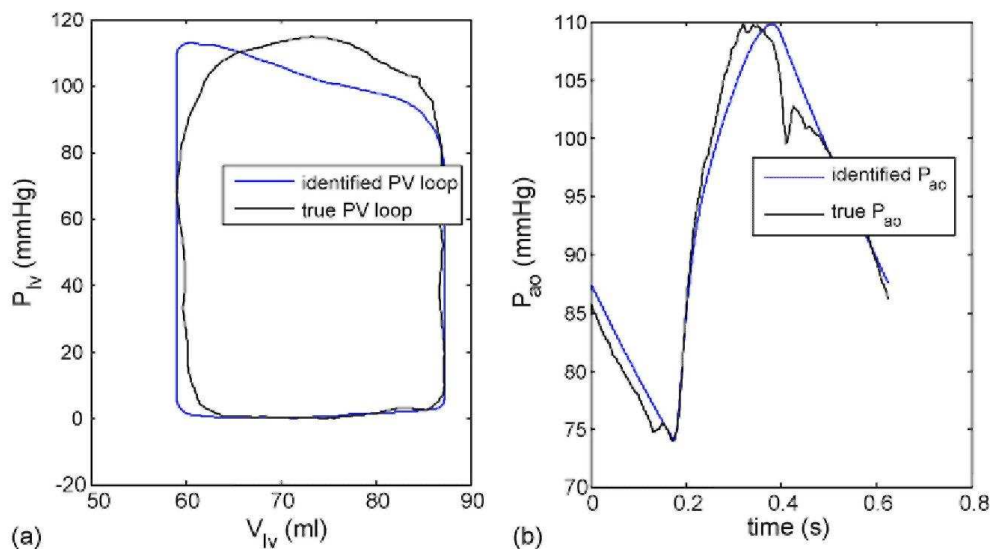 120
100
80
60
40
20
0
-20
P_lv (mmHg)
identified PV loop
true PV loop
50
60
70
80
90
(a)
V_lv (ml)
110
105
100
95
90
85
80
75
70
P_ao (mmHg)
identified P_ao
true P_ao
0
0.2
0.4
0.6
0.8
(b)
time (s)